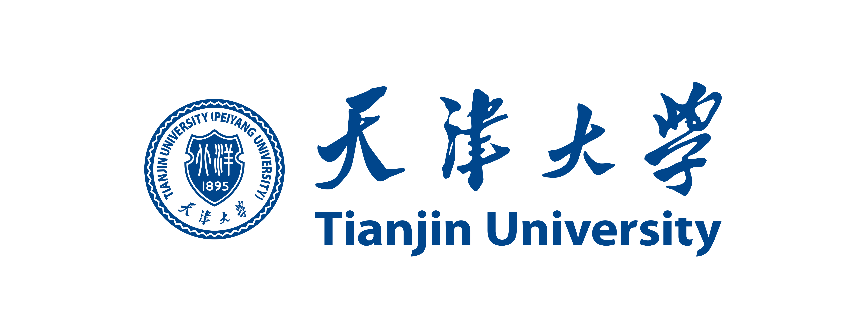 TIANJIN UNIVERSITY (PEIYANG UNIVERSITY)
北洋
1895
天津大学
天津大学
Tianjin University